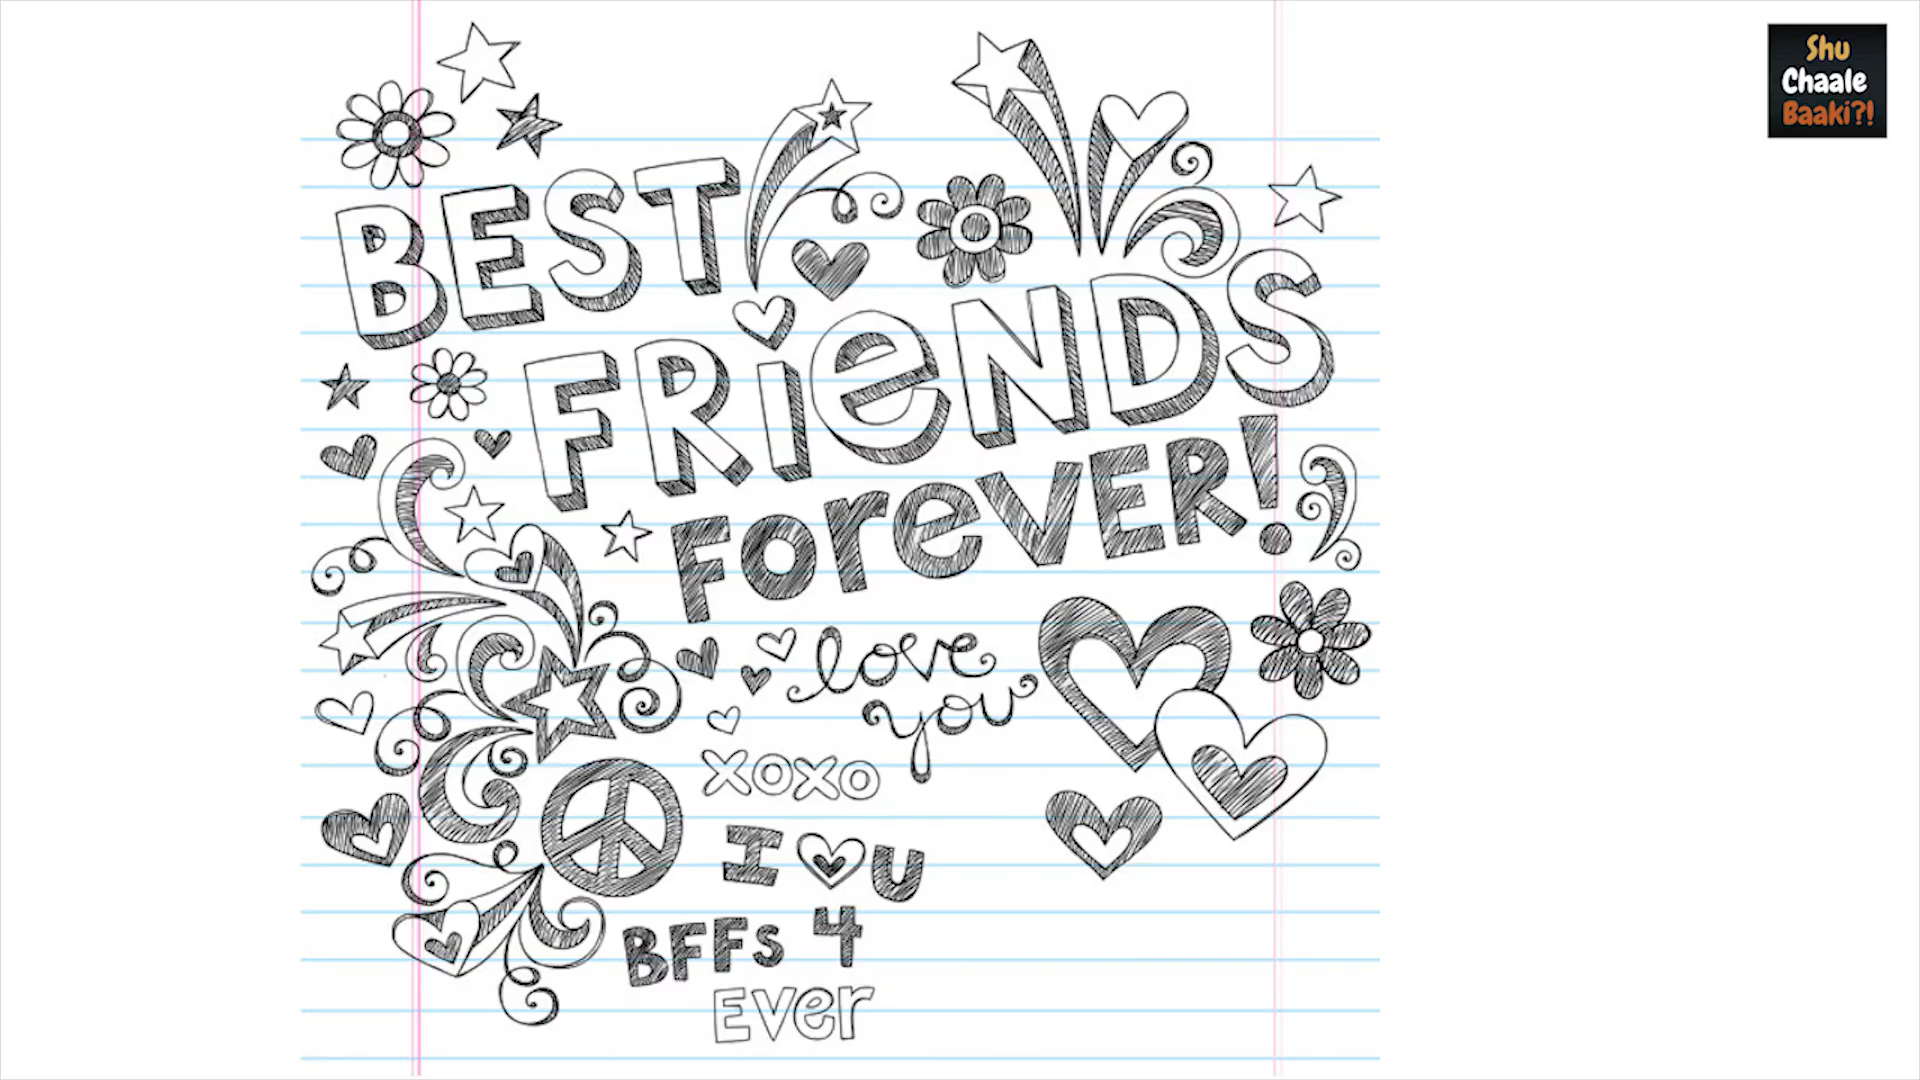 Shu
Chaale
Baaki?!
BEST
FRiENDS
ForeVER!
love
you
xoxo
I U
BFFs 4
Ever